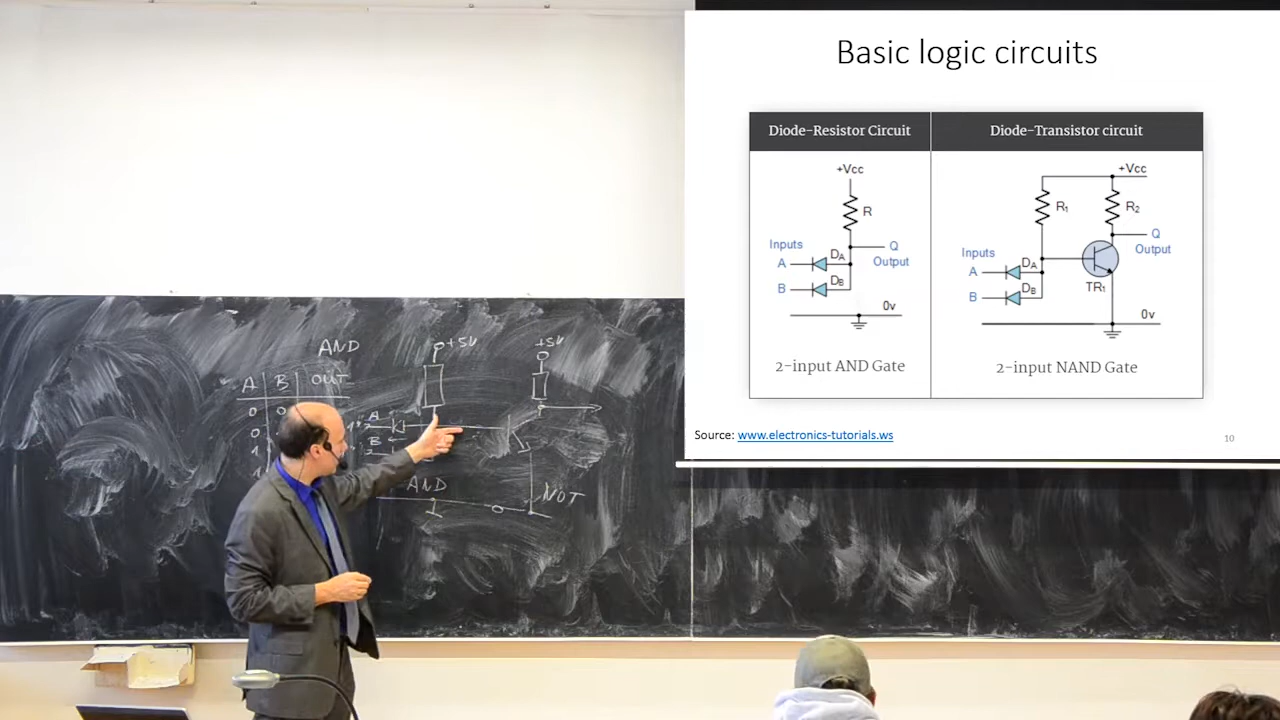 Basic logic circuits
Diode-Resistor Circuit
+Vcc
R
Inputs
Q
A
DA
Output
B
DB
0v
2-input AND Gate
Diode-Transistor circuit
+Vcc
R1
R2
Q
Inputs
Output
A
DA
B
DB
TR1
0v
2-input NAND Gate
Source: www.electronics-tutorials.ws
10
AND
+5V
+5V
A B OUT
0 0
0
1
1
A
B
AND
NOT